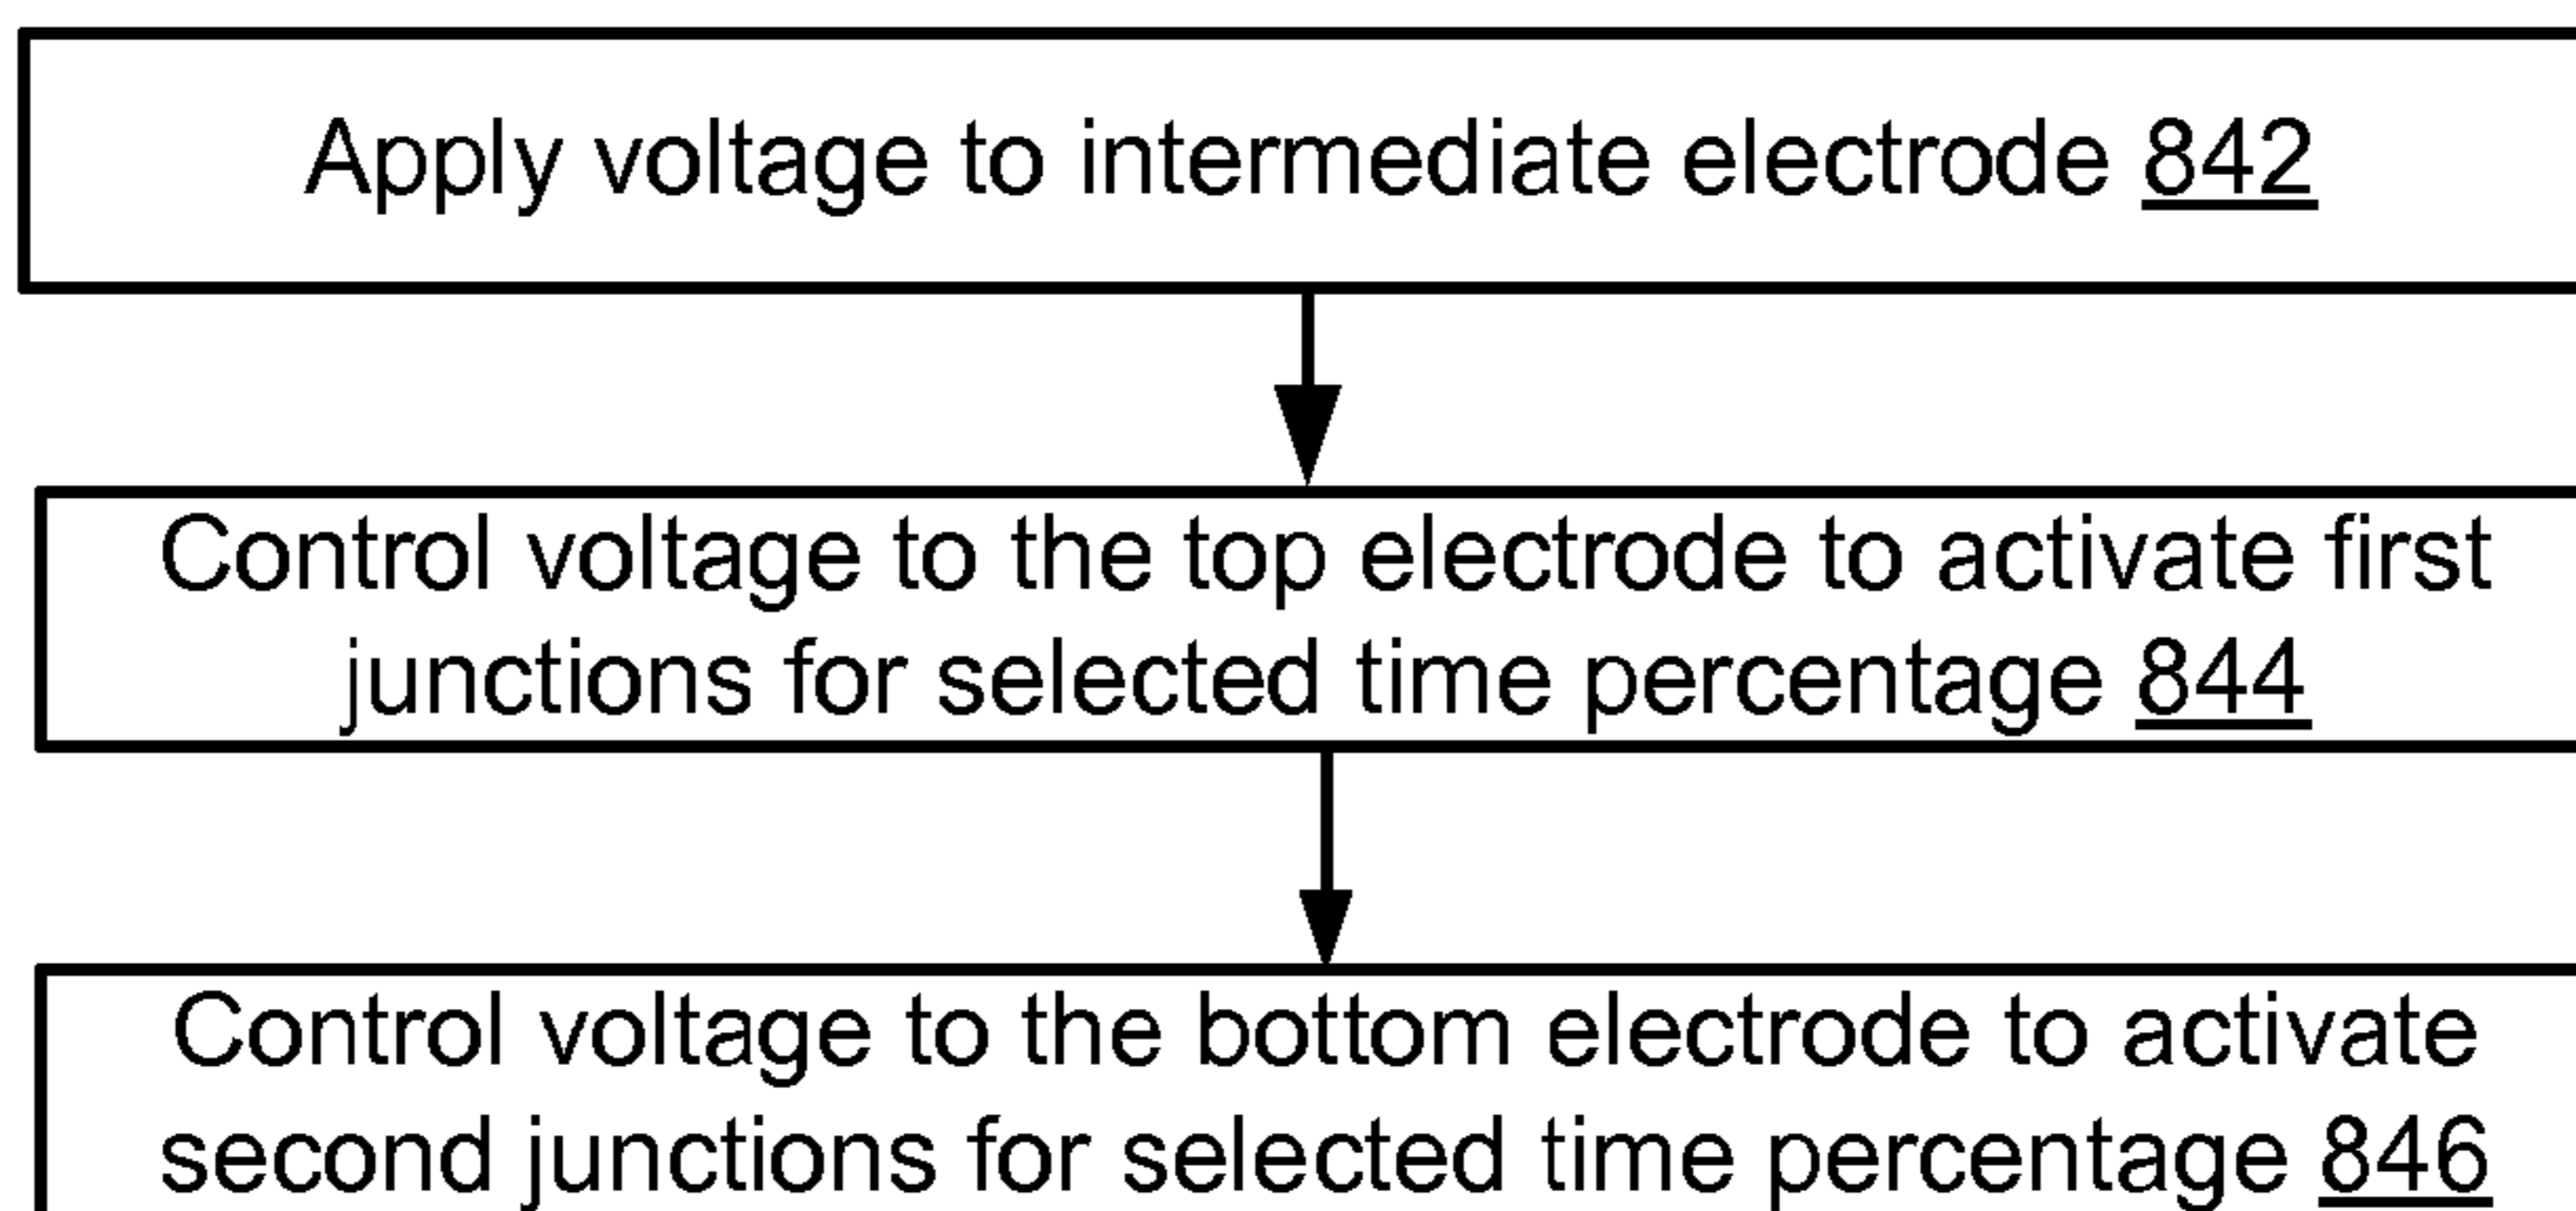 Apply voltage to intermediate electrode 842
Control voltage to the top electrode to activate first
junctions for selected time percentage 844
Control voltage to the bottom electrode to activate
second junctions for selected time percentage 846